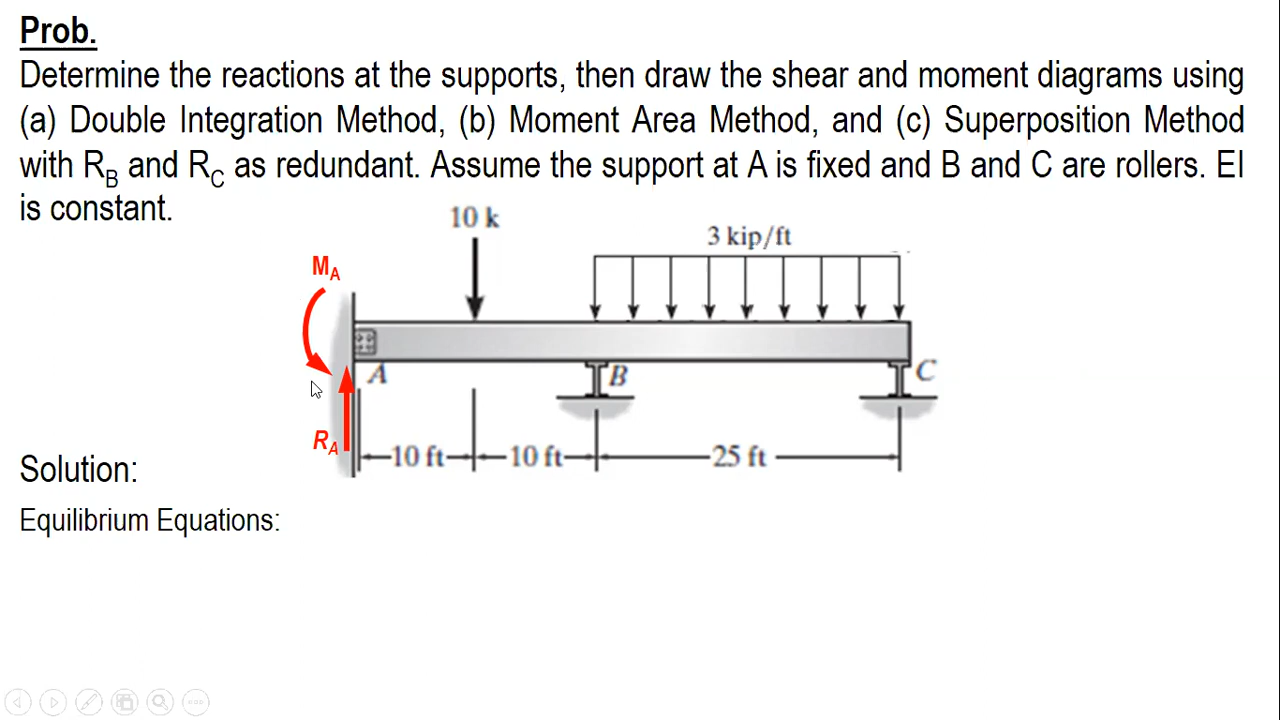 Prob.
Determine the reactions at the supports, then draw the shear and moment diagrams using
(a) Double Integration Method, (b) Moment Area Method, and (c) Superposition Method
with RB and RC as redundant. Assume the support at A is fixed and B and C are rollers. EI
is constant.
10 k
3 kip/ft
MA
A
B
C
RA
10 ft
10 ft
25 ft
Solution:
Equilibrium Equations: